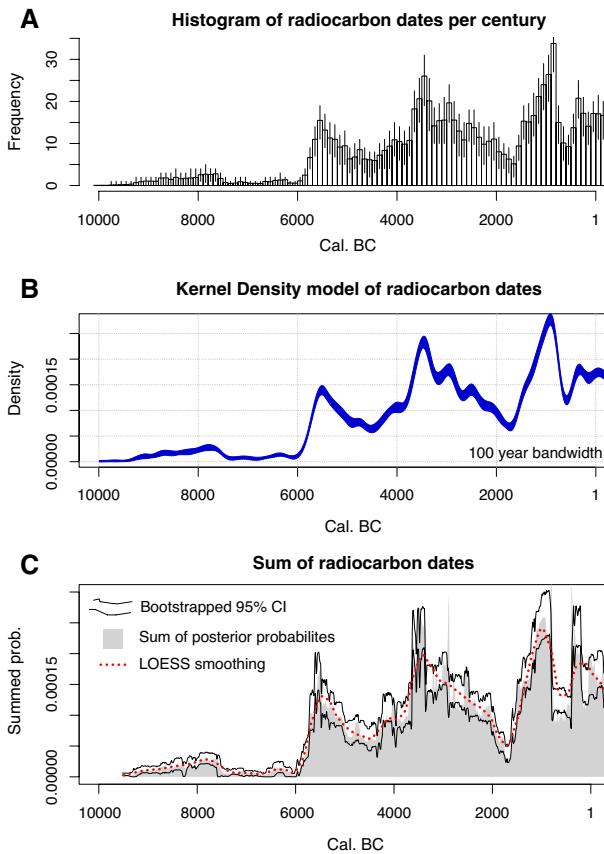 A
Histogram of radiocarbon dates per century
Frequency
30
20
10
0
10000 8000 6000 4000 2000 1
Cal. BC
B
Kernel Density model of radiocarbon dates
Density
0.00015
0.00000
100 year bandwidth
10000 8000 6000 4000 2000 1
Cal. BC
C
Sum of radiocarbon dates
Summed prob.
0.00015
0.00000
Bootstrapped 95% CI
Sum of posterior probabilites
LOESS smoothing
10000 8000 6000 4000 2000 1
Cal. BC